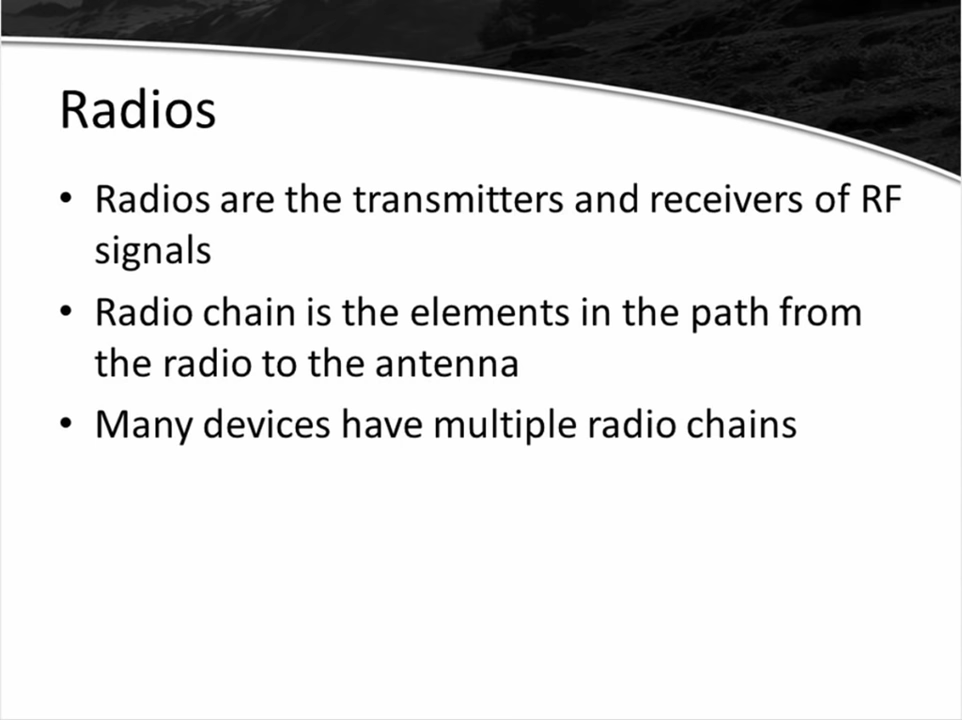 Radios
• Radios are the transmitters and receivers of RF
signals
• Radio chain is the elements in the path from
the radio to the antenna
• Many devices have multiple radio chains